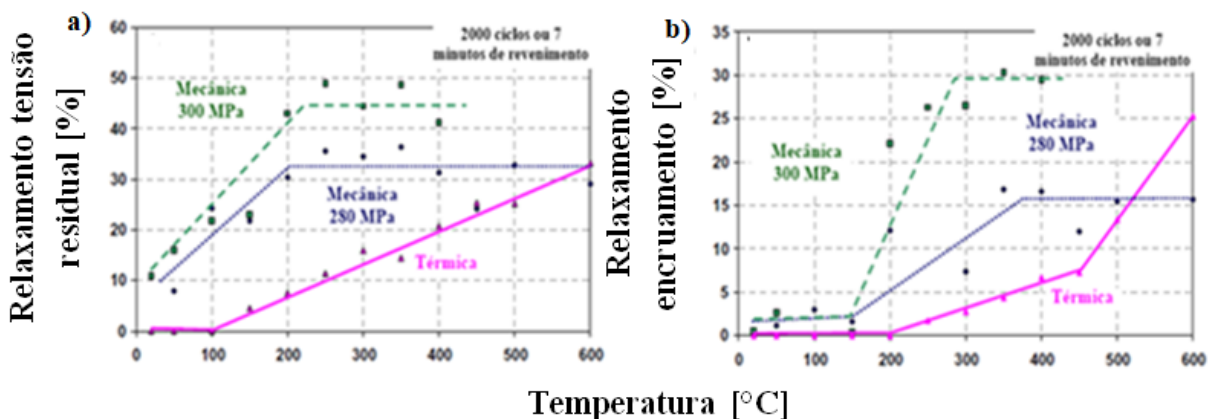 a)
2000 ciclos ou 7
minutos de revenimento
Relaxamento tensão
residual [%]
60
50
40
30
20
10
0
Mecânica
300 MPa
Mecânica
280 MPa
Térmica
0 100 200 300 400 500 600
b)
2000 ciclos ou 7
minutos de revenimento
Relaxamento
encruamento [%]
35
30
25
20
15
10
5
0
Mecânica
280 MPa
Mecânica
300 MPa
Térmica
0 100 200 300 400 500 600
Temperatura [°C]